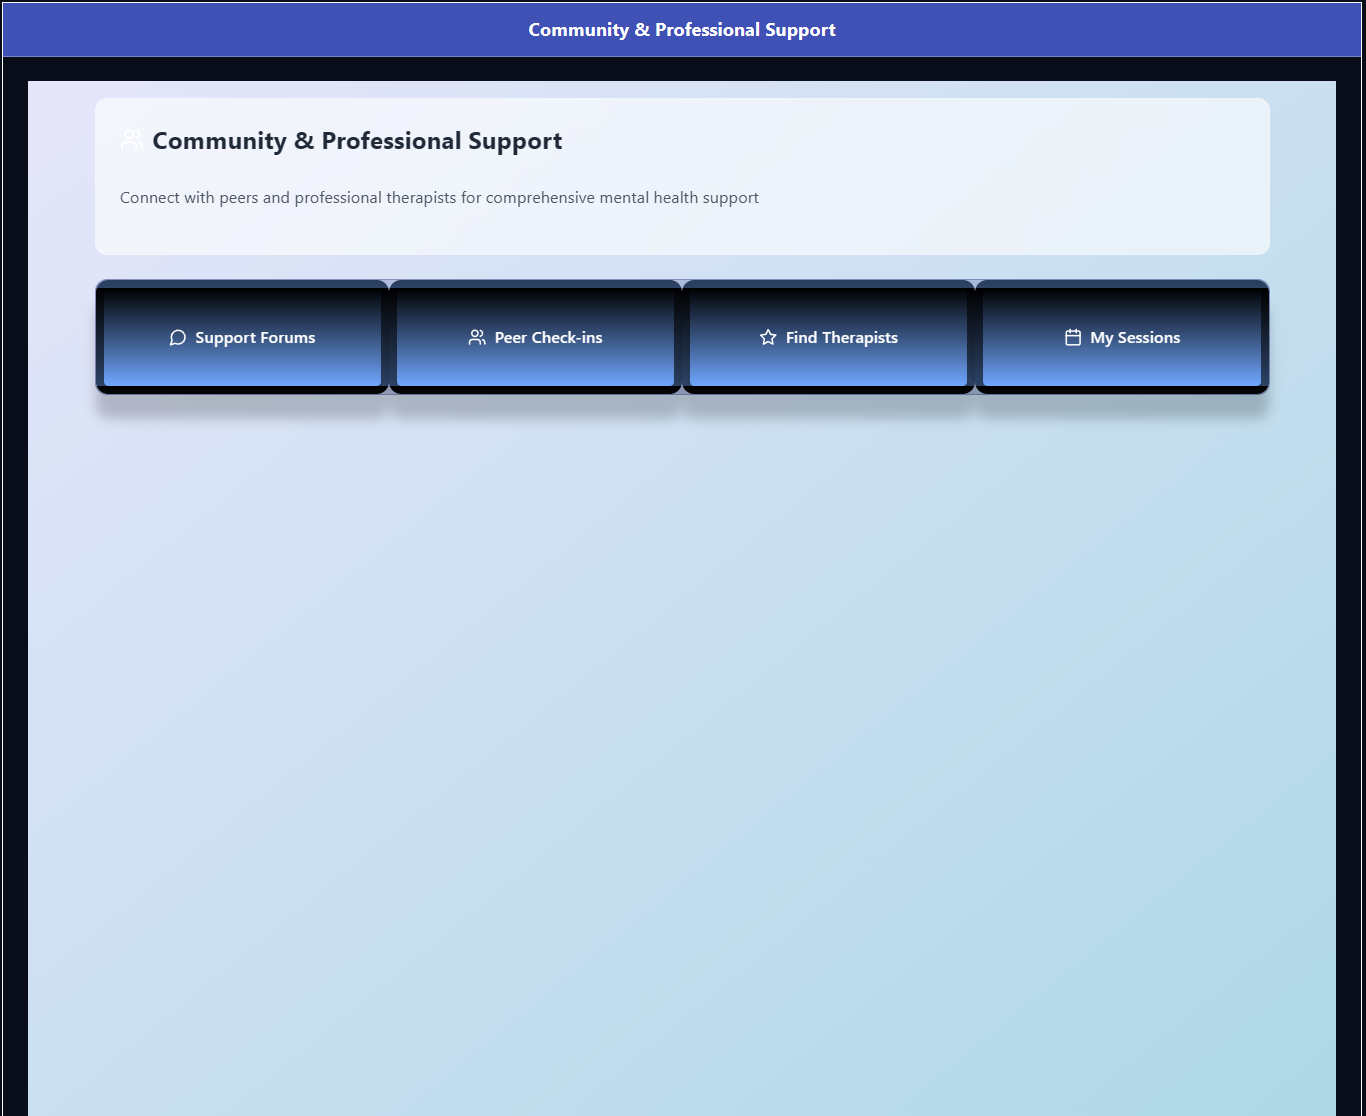 Community & Professional Support
Community & Professional Support
Connect with peers and professional therapists for comprehensive mental health support
Support Forums
Peer Check-ins
Find Therapists
My Sessions